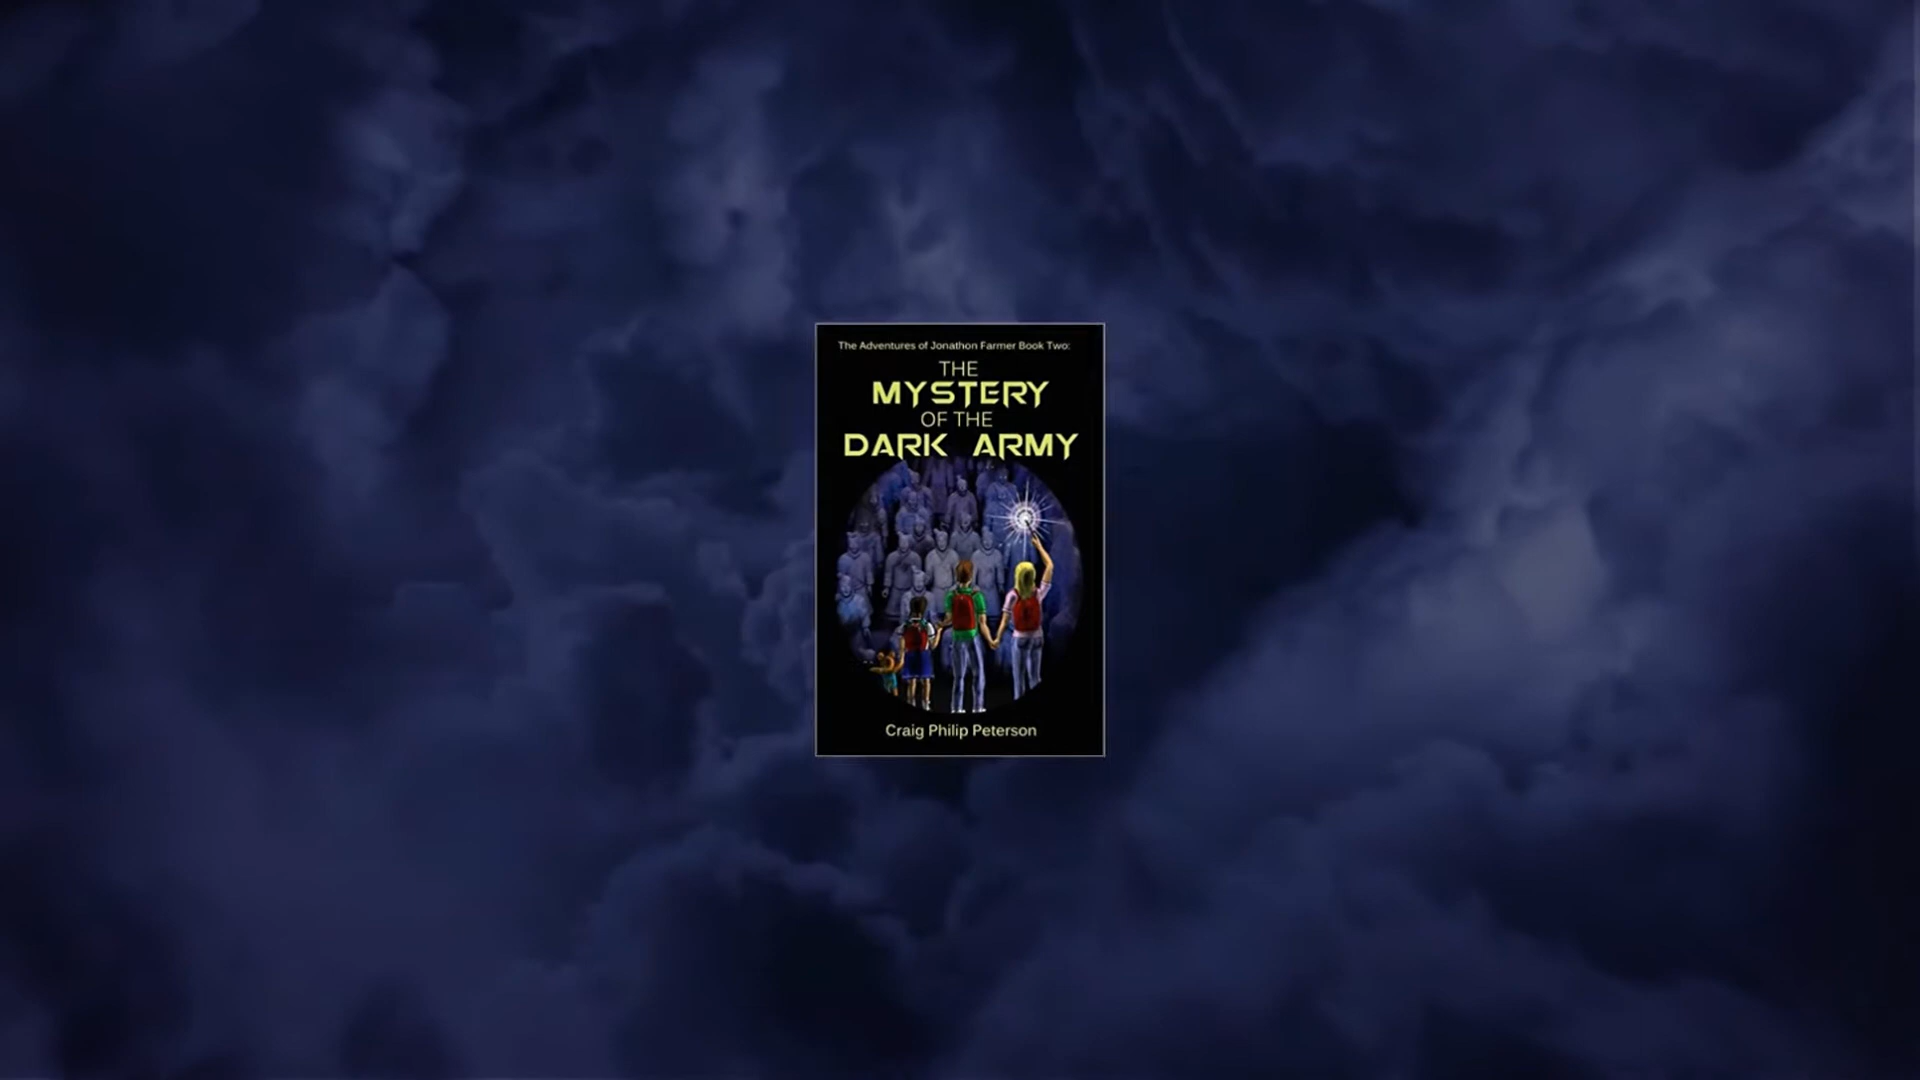 The Adventures of Jonathon Farmer Book Two:
THE
MYSTERY
OF THE
DARK ARMY
Craig Philip Peterson